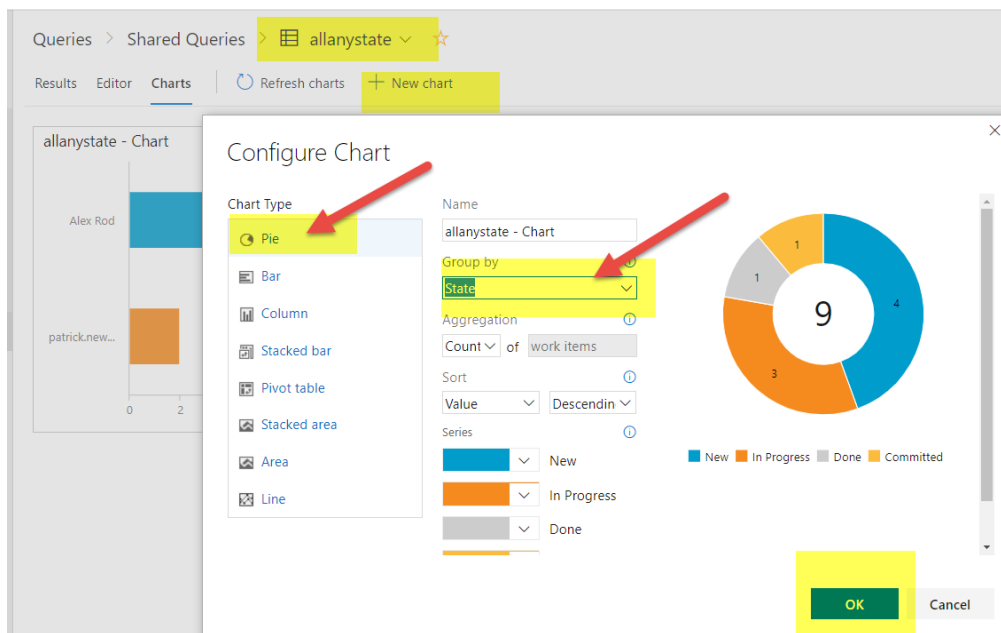 Queries > Shared Queries > allanystate
Results Editor Charts Refresh charts + New chart
allanystate - Chart
Alex Rod
patrick.new...
0 2
Configure Chart
Chart Type
Pie
Bar
Column
Stacked bar
Pivot table
Stacked area
Area
Line
Name
allanystate - Chart
Group by
State
Aggregation
Count of work items
Sort
Value Descendin
Series
New
In Progress
Done
1
1
9
4
3
New In Progress Done Committed
OK Cancel